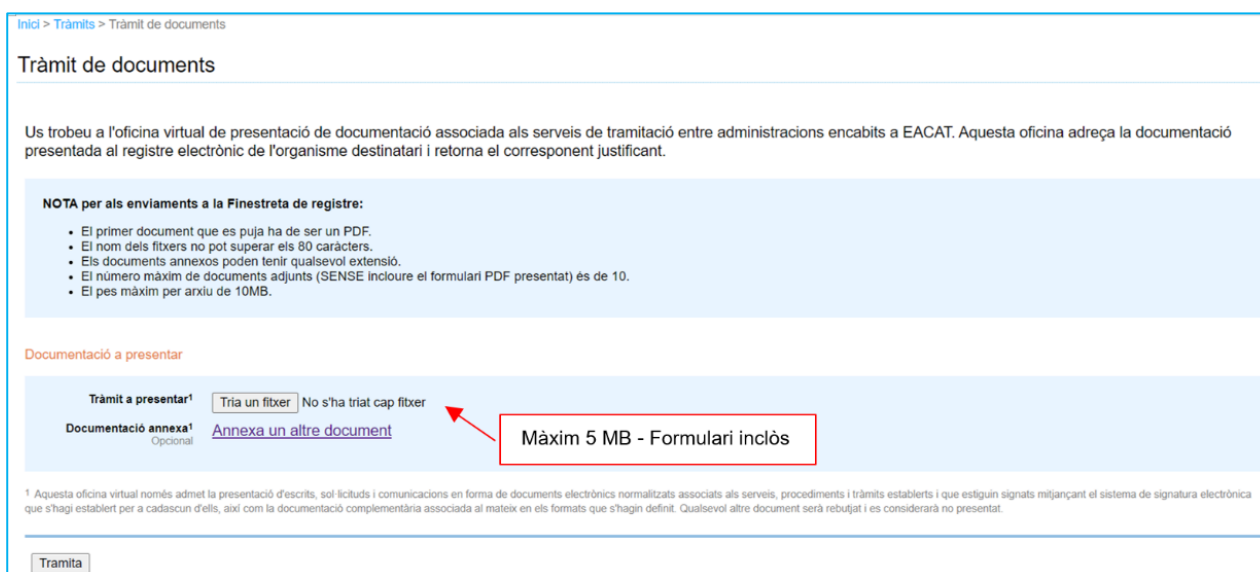 Inici > Tràmits > Tràmit de documents
Tràmit de documents
Us trobeu a l'oficina virtual de presentació de documentació associada als serveis de tramitació entre administracions encabits a EACAT. Aquesta oficina adreça la documentació
presentada al registre electrònic de l'organisme destinatari i retorna el corresponent justificant.
NOTA per als enviaments a la Finestreta de registre:
• El primer document que es puja ha de ser un PDF.
• El nom dels fitxers no pot superar els 80 caràcters.
• Els documents annexos poden tenir qualsevol extensió.
• El número màxim de documents adjunts (SENSE incloure el formulari PDF presentat) és de 10.
• El pes màxim per arxiu de 10MB.
Documentació a presentar
Tràmit a presentar¹ Tria un fitxer No s'ha triat cap fitxer
Documentació annexa¹ Annexa un altre document
Opcional
Màxim 5 MB - Formulari inclòs
¹ Aquesta oficina virtual només admet la presentació d'escrits, sol·licituds i comunicacions en forma de documents electrònics normalitzats associats als serveis, procediments i tràmits establerts i que estiguin signats mitjançant el sistema de signatura electrònica
que s'hagi establert per a cadascun d'ells, així com la documentació complementària associada al mateix en els formats que s'hagin definit. Qualsevol altre document serà rebutjat i es considerarà no presentat.
Tramita